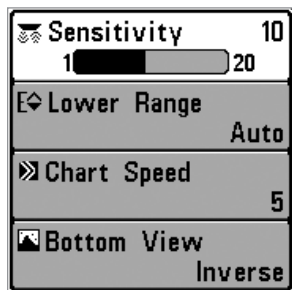 Sensitivity 10
1 20
Lower Range
Auto
Chart Speed
5
Bottom View
Inverse